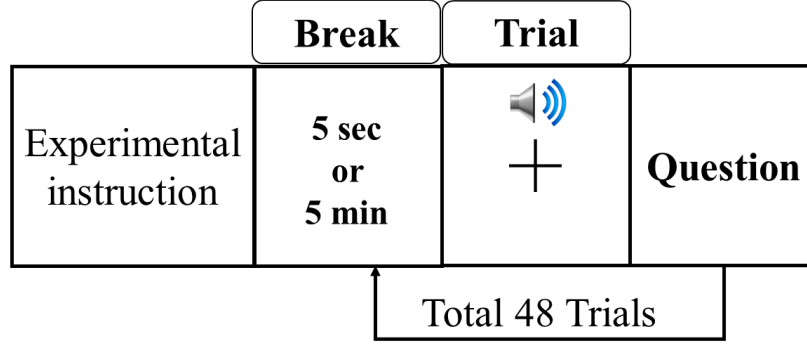 Break
Trial
Experimental
instruction
5 sec
or
5 min
Question
Total 48 Trials